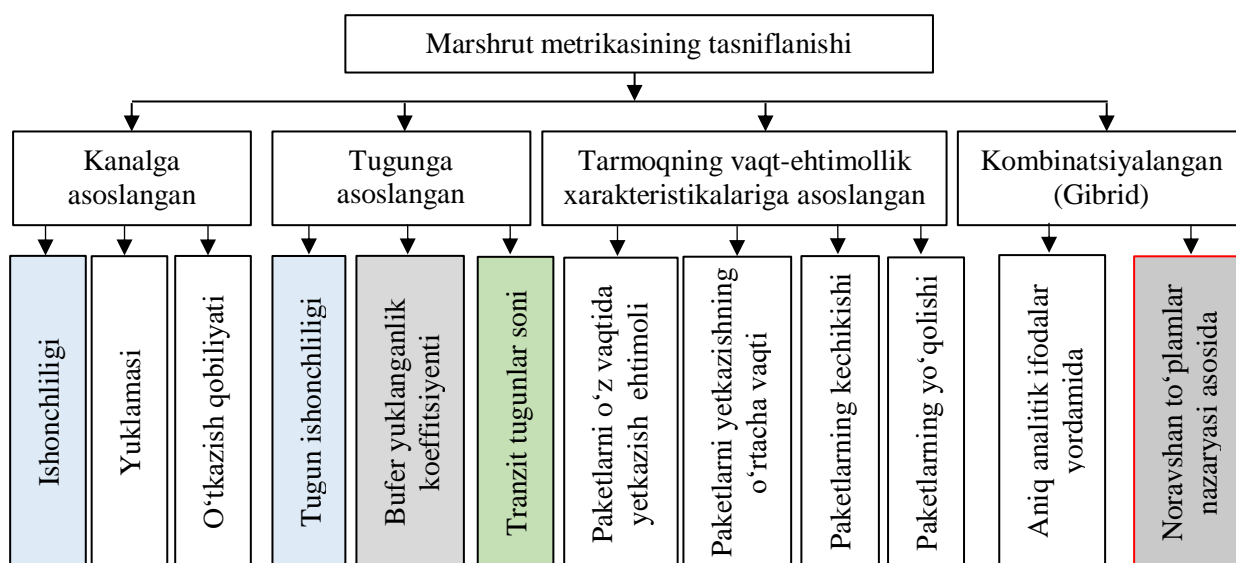 Marshrut metrikasining tasniflanishi
Kanalga
asoslangan
Tugunga
asoslangan
Tarmoqning vaqt-ehtimollik
xarakteristikalariga asoslangan
Kombinatsiyalangan
(Gibrid)
Ishonchliligi
Yuklamasi
O‘tkazish qobiliyati
Tugun ishonchliligi
Bufer yuklanganlik
koeffitsiyenti
Tranzit tugunlar soni
Paketlarni o‘z vaqtida
yetkazish ehtimoli
Paketlarni yetkazishning
o‘rtacha vaqti
Paketlarning kechikishi
Paketlarning yo‘qolishi
Aniq analitik ifodalar
yordamida
Noravshan to‘plamlar
nazaryasi asosida